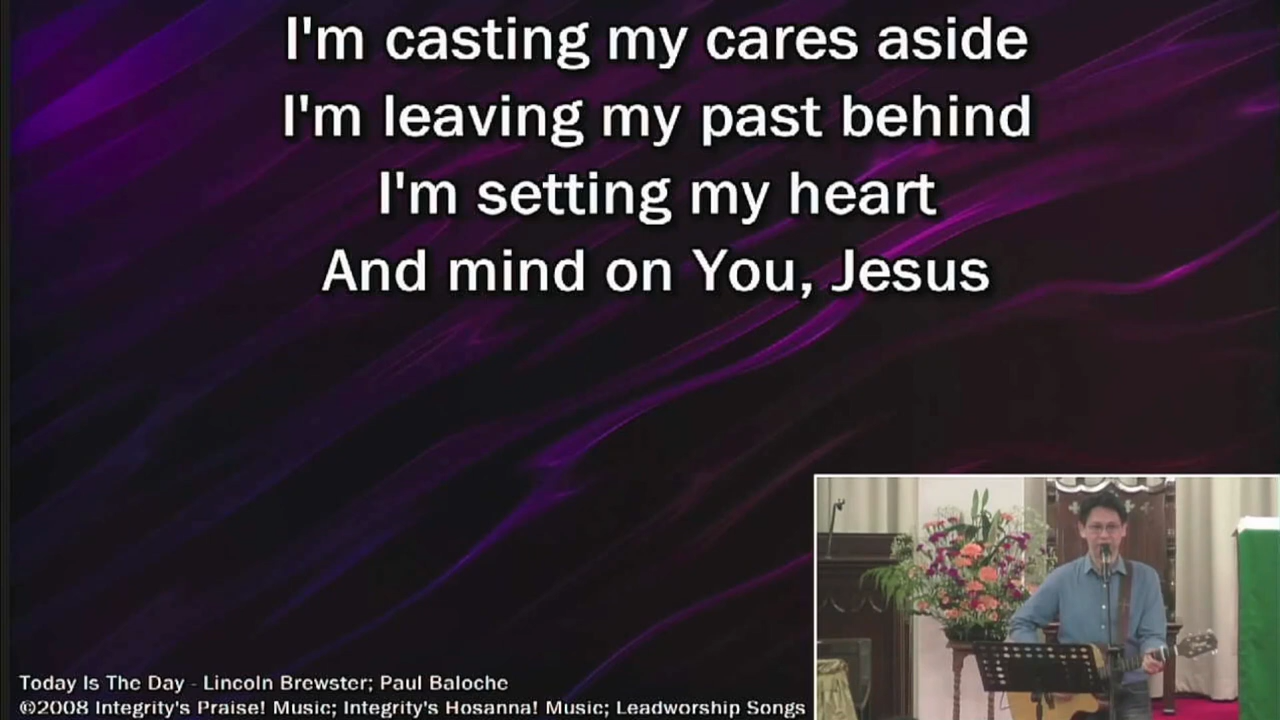 I'm casting my cares aside
I'm leaving my past behind
I'm setting my heart
And mind on You, Jesus
Today Is The Day - Lincoln Brewster; Paul Baloche
©2008 Integrity's Praise! Music; Integrity's Hosanna! Music; Leadworship Songs